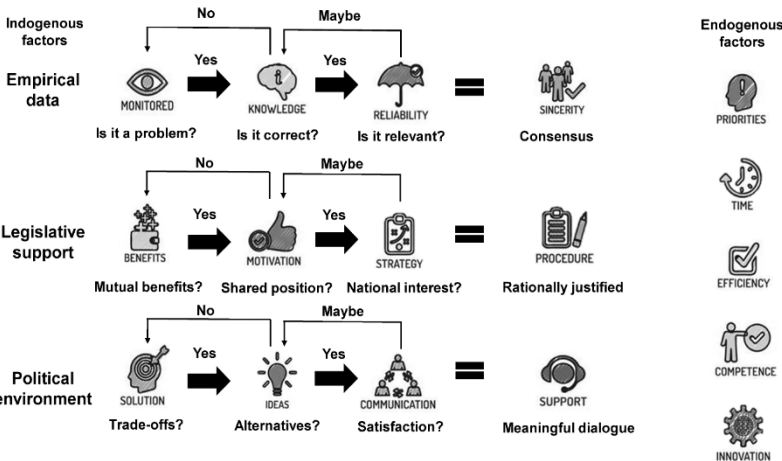 Indigenous
factors
No
Maybe
Endogenous
factors
Empirical
data
Yes
Yes
MONITORED
KNOWLEDGE
RELIABILITY
SINCERITY
PRIORITIES
Is it a problem?
Is it correct?
Is it relevant?
Consensus
No
Maybe
TIME
Legislative
support
Yes
Yes
BENEFITS
MOTIVATION
STRATEGY
PROCEDURE
EFFICIENCY
Mutual benefits?
Shared position?
National interest?
Rationally justified
No
Maybe
Political
environment
Yes
Yes
SOLUTION
IDEAS
COMMUNICATION
SUPPORT
COMPETENCE
Trade-offs?
Alternatives?
Satisfaction?
Meaningful dialogue
INNOVATION